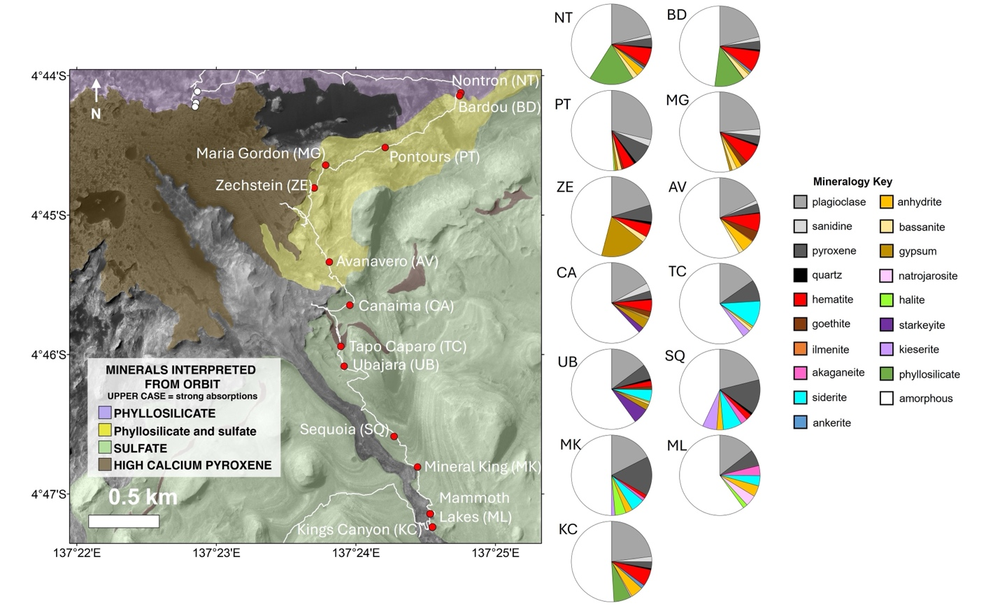 4°44'S
4°45'S
4°46'S
4°47'S
137°22'E
137°23'E
137°24'E
137°25'E
N
Nontron (NT)
Bardou (BD)
Maria Gordon (MG)
Pontours (PT)
Zechstein (ZE)
Avanavero (AV)
Canaima (CA)
Tapo Caparo (TC)
Ubajara (UB)
Sequoia (SQ)
Mineral King (MK)
Mammoth
Lakes (ML)
Kings Canyon (KC)
MINERALS INTERPRETED
FROM ORBIT
UPPER CASE = strong absorptions
PHYLLOSILICATE
Phyllosilicate and sulfate
SULFATE
HIGH CALCIUM PYROXENE
0.5 km
NT
BD
PT
MG
ZE
AV
CA
TC
UB
SQ
MK
ML
KC
Mineralogy Key
plagioclase
sanidine
pyroxene
quartz
hematite
goethite
ilmenite
akaganeite
siderite
ankerite
anhydrite
bassanite
gypsum
natrojarosite
halite
starkeyite
kieserite
phyllosilicate
amorphous